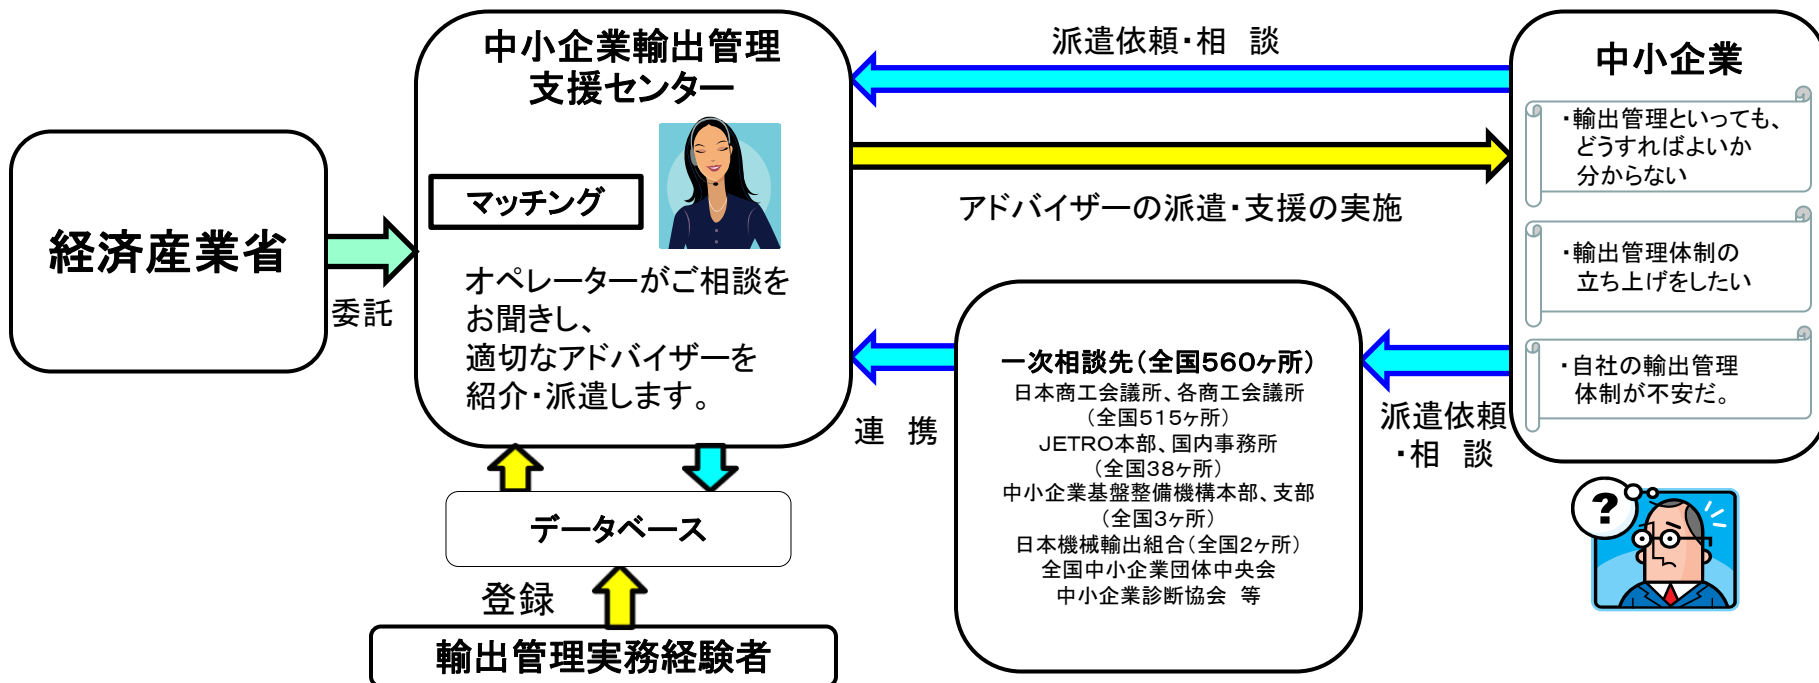 経済産業省
委託
中小企業輸出管理
支援センター
マッチング
オペレーターがご相談を
お聞きし、
適切なアドバイザーを
紹介・派遣します。
データベース
登録
輸出管理実務経験者
派遣依頼・相　談
アドバイザーの派遣・支援の実施
連　携
一次相談先（全国560ヶ所）
日本商工会議所、各商工会議所
（全国515ヶ所）
JETRO本部、国内事務所
（全国38ヶ所）
中小企業基盤整備機構本部、支部
（全国3ヶ所）
日本機械輸出組合（全国2ヶ所）
全国中小企業団体中央会
中小企業診断協会　等
派遣依頼
・相　談
中小企業
・輸出管理といっても、
どうすればよいか
分からない
・輸出管理体制の
立ち上げをしたい
・自社の輸出管理
体制が不安だ。
?